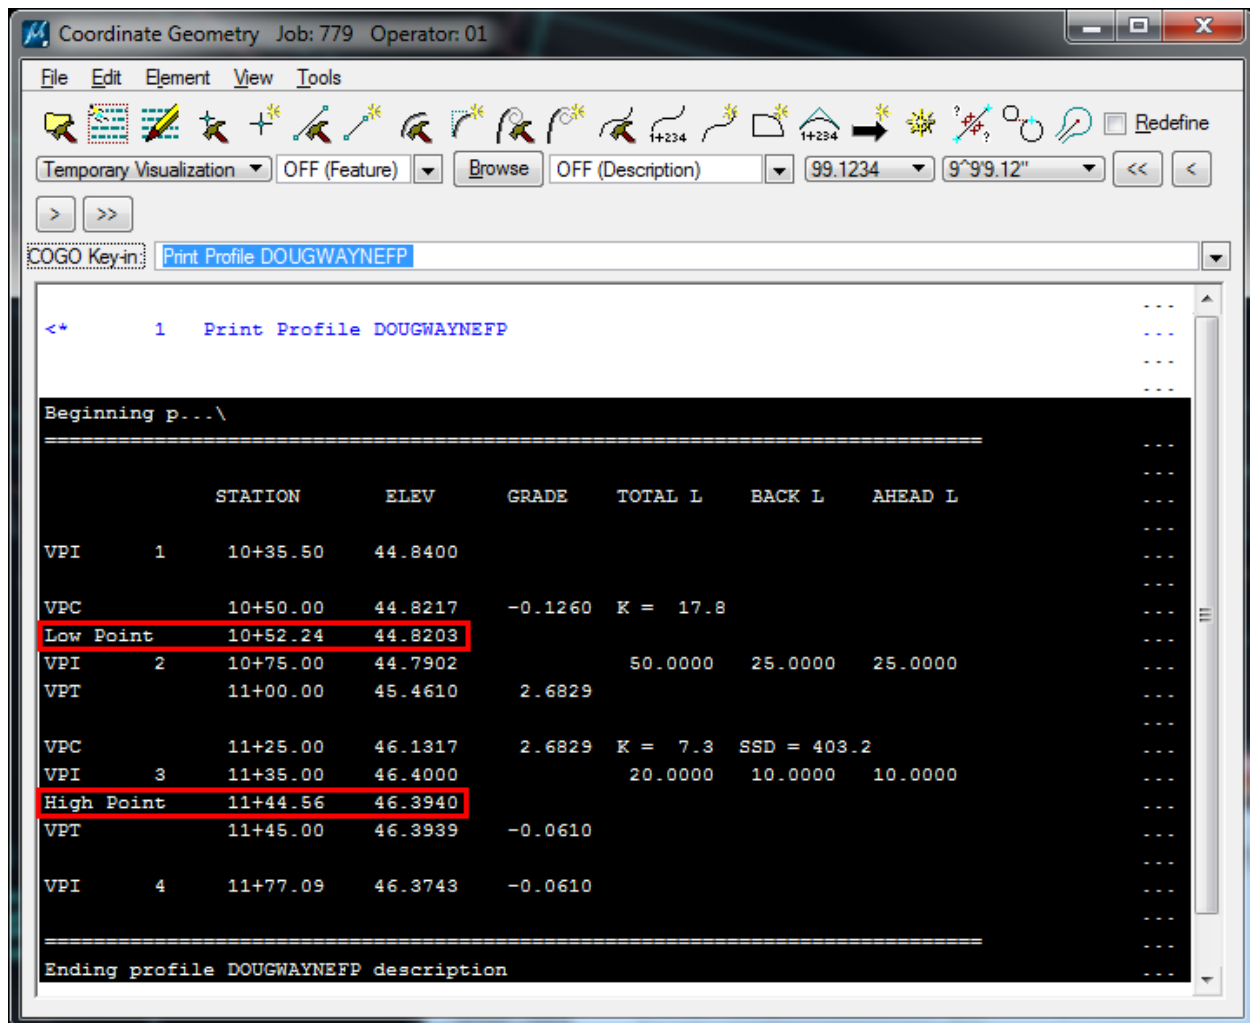 Coordinate Geometry Job: 779 Operator: 01
File Edit Element View Tools
1+234 1+234 Redefine
Temporary Visualization OFF (Feature) Browse OFF (Description) 99.1234 9^9'9.12" << <
> >>
COGO Key-in: Print Profile DOUGWAYNEFP
...
<* 1 Print Profile DOUGWAYNEFP ...
...
...
Beginning p...\
============================================================================= ...
...
STATION ELEV GRADE TOTAL L BACK L AHEAD L ...
...
VPI 1 10+35.50 44.8400 ...
...
VPC 10+50.00 44.8217 -0.1260 K = 17.8 ...
Low Point 10+52.24 44.8203 ...
VPI 2 10+75.00 44.7902 50.0000 25.0000 25.0000 ...
VPT 11+00.00 45.4610 2.6829 ...
...
VPC 11+25.00 46.1317 2.6829 K = 7.3 SSD = 403.2 ...
VPI 3 11+35.00 46.4000 20.0000 10.0000 10.0000 ...
High Point 11+44.56 46.3940 ...
VPT 11+45.00 46.3939 -0.0610 ...
...
VPI 4 11+77.09 46.3743 -0.0610 ...
...
============================================================================= ...
Ending profile DOUGWAYNEFP description ...